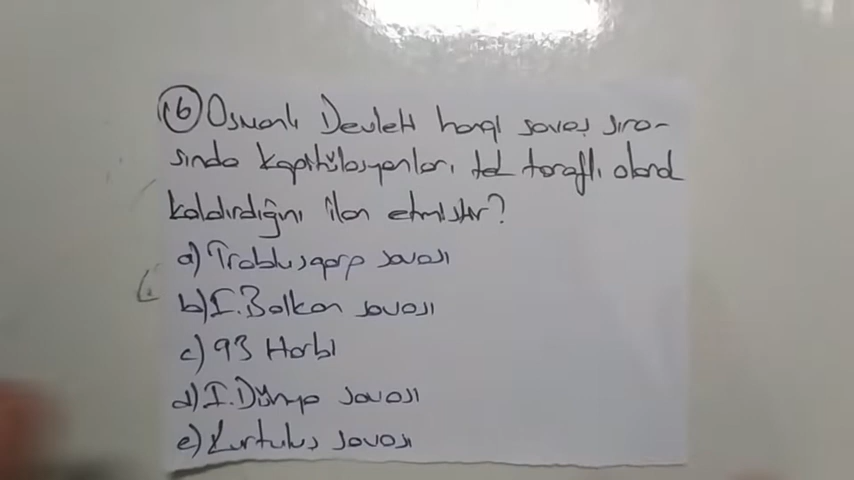 16 Osmanlı Devleti hangi savaş sıra-
sında kapitülasyonları tek taraflı olarak
kaldırdığını ilan etmiştir?
a) Trablusgarp savaşı
b) I. Balkan savaşı
c) 93 Harbi
d) I. Dünya savaşı
e) Kurtuluş savaşı